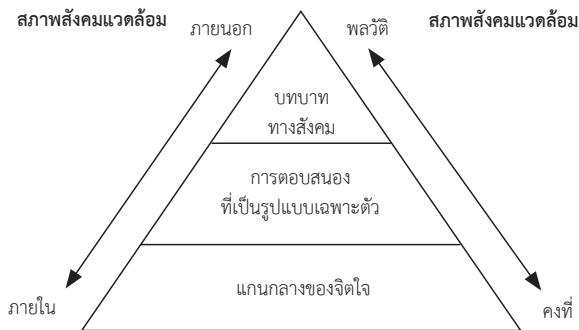 สภาพสังคมแวดล้อม
สภาพสังคมแวดล้อม
ภายนอก
พลวัติ
บทบาท
ทางสังคม
การตอบสนอง
ที่เป็นรูปแบบเฉพาะตัว
แกนกลางของจิตใจ
ภายใน
คงที่